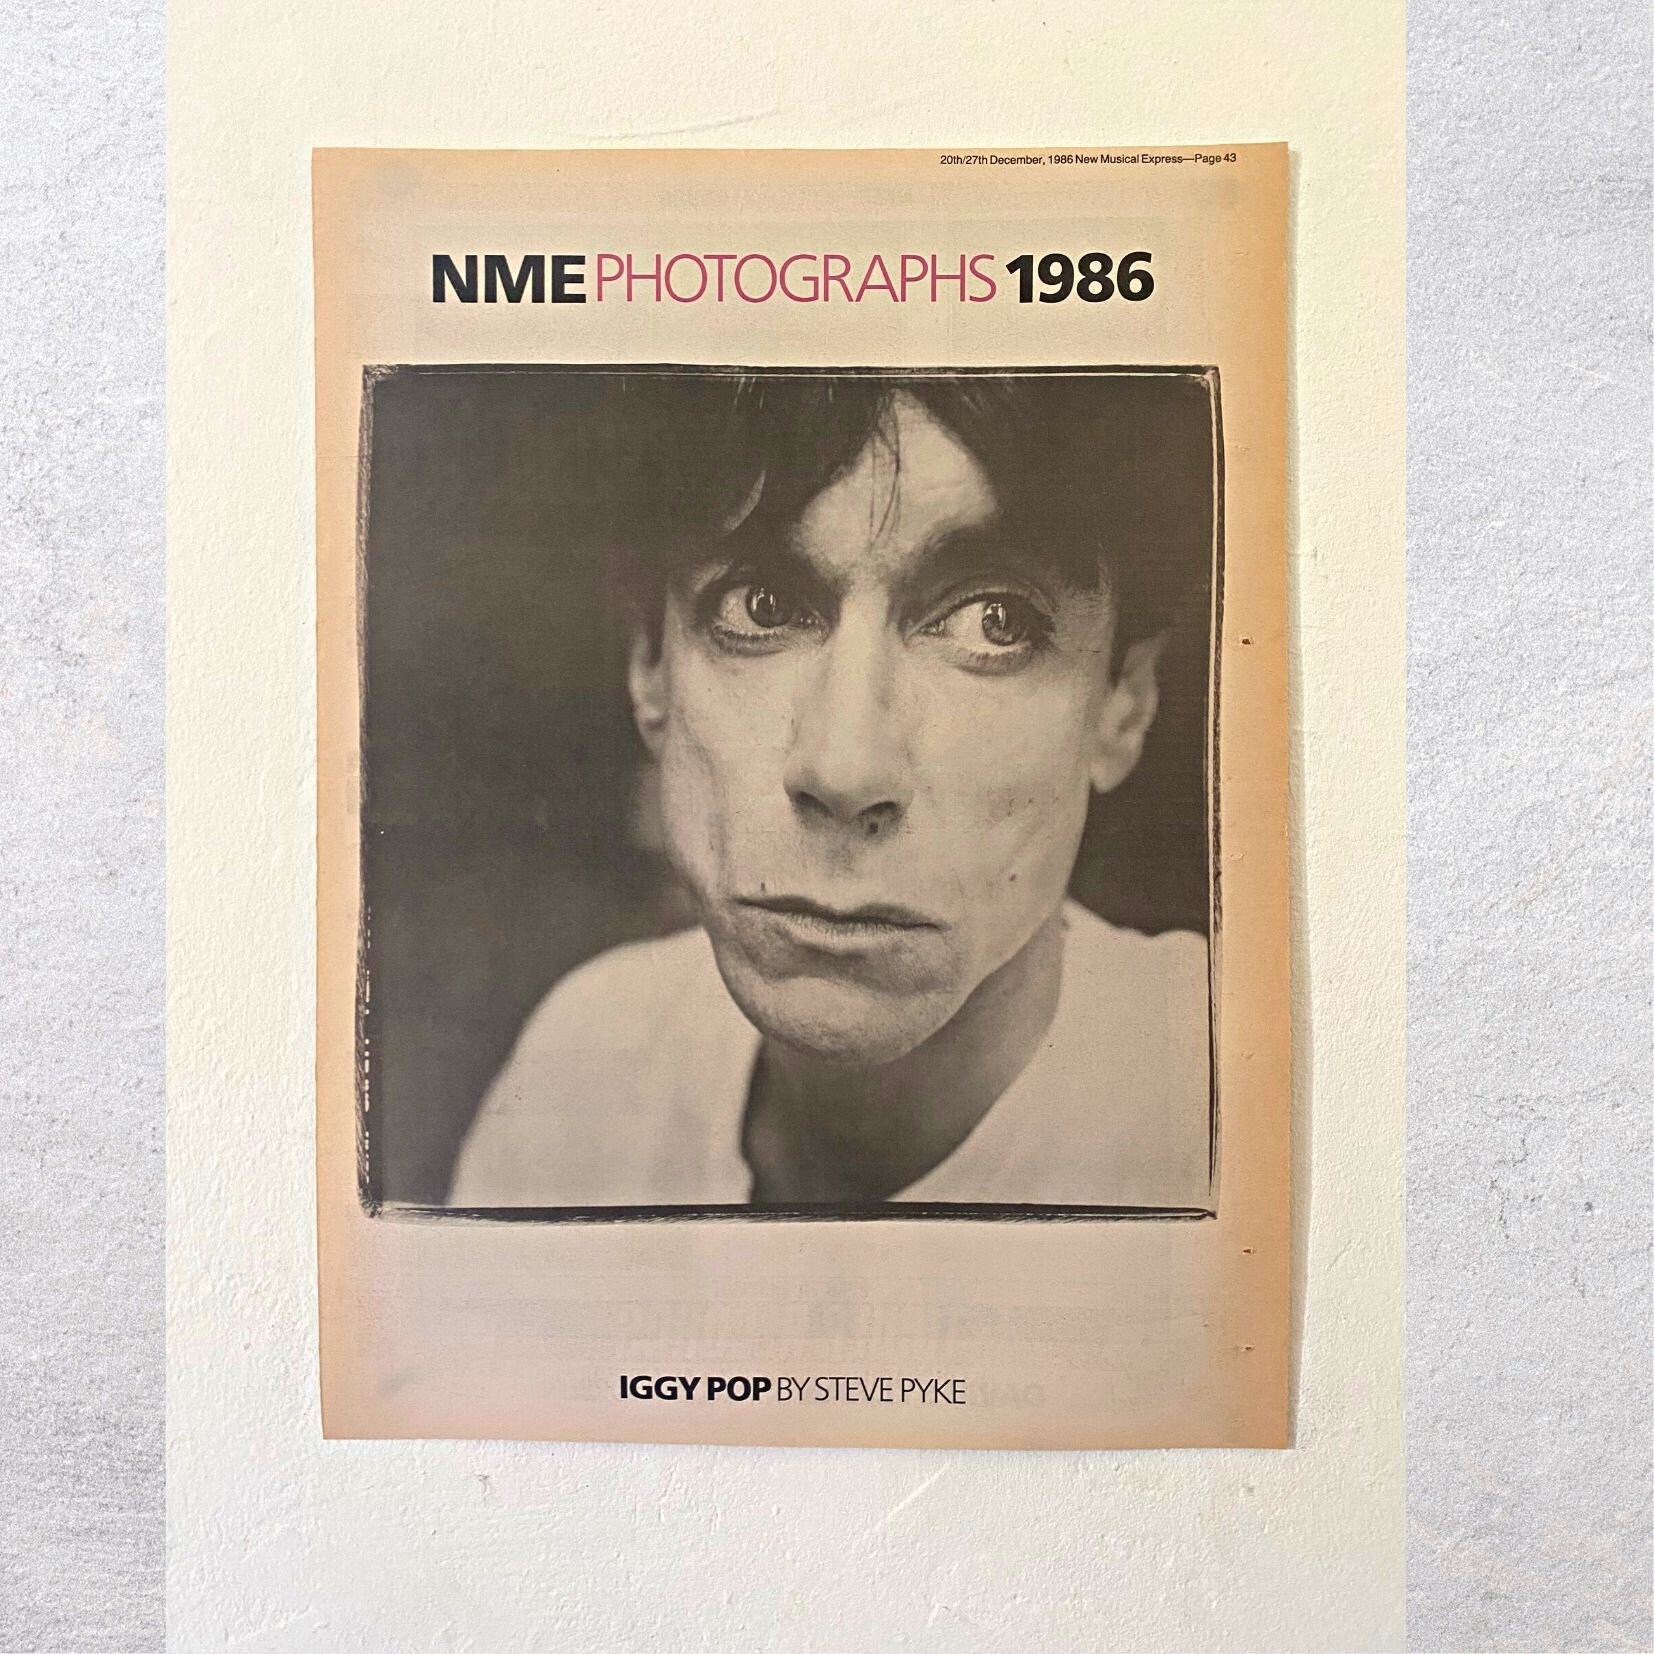 20th/27th December, 1986 New Musical Express—Page 43
NME PHOTOGRAPHS 1986
IGGY POP BY STEVE PYKE